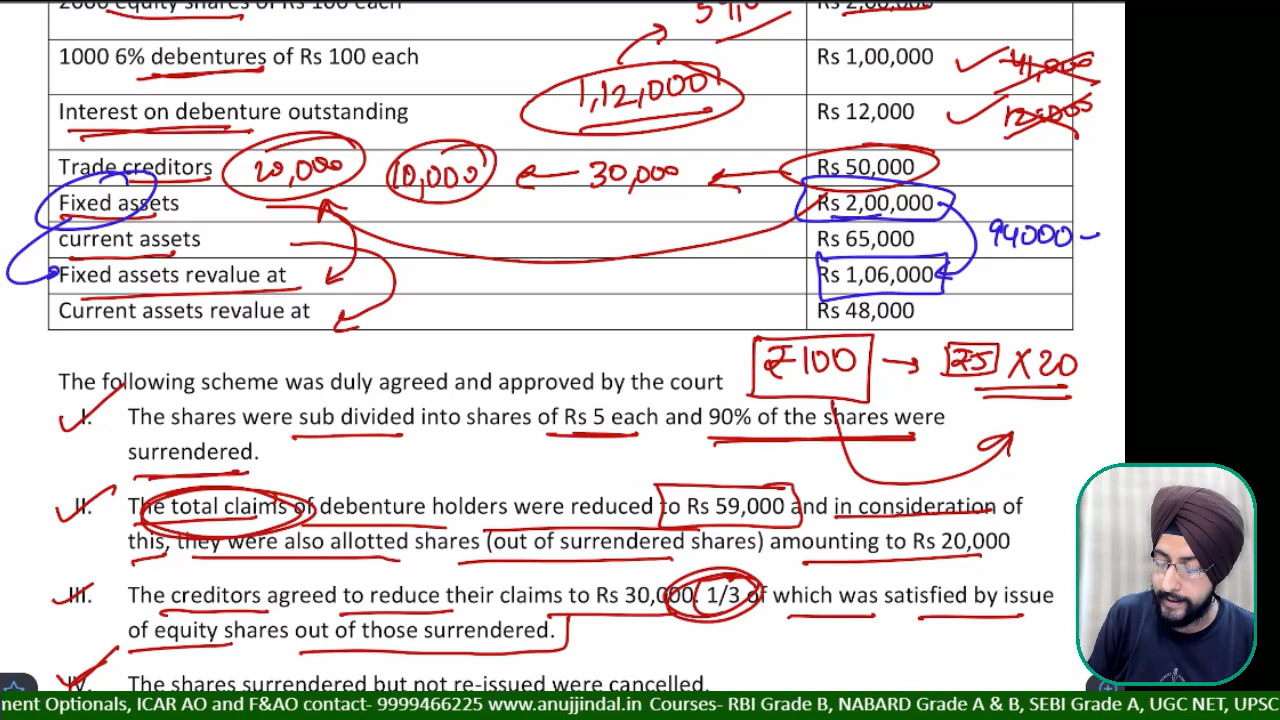 2000 equity shares of Rs 100 each Rs 2,00,000
1000 6% debentures of Rs 100 each Rs 1,00,000 41,000
1,12,000
Interest on debenture outstanding Rs 12,000 12,000
Trade creditors 20,000 10,000 30,000 Rs 50,000
Fixed assets Rs 2,00,000
94000
current assets Rs 65,000
Fixed assets revalue at Rs 1,06,000
Current assets revalue at Rs 48,000
₹100 → ₹5 X 20
The following scheme was duly agreed and approved by the court
I. The shares were sub divided into shares of Rs 5 each and 90% of the shares were
surrendered.
II. The total claims of debenture holders were reduced to Rs 59,000 and in consideration of
this, they were also allotted shares (out of surrendered shares) amounting to Rs 20,000
III. The creditors agreed to reduce their claims to Rs 30,000. 1/3 of which was satisfied by issue
of equity shares out of those surrendered.
IV. The shares surrendered but not re-issued were cancelled.
ment Optionals, ICAR AO and F&AO contact- 9999466225 www.anujjindal.in Courses- RBI Grade B, NABARD Grade A & B, SEBI Grade A, UGC NET, UPSC